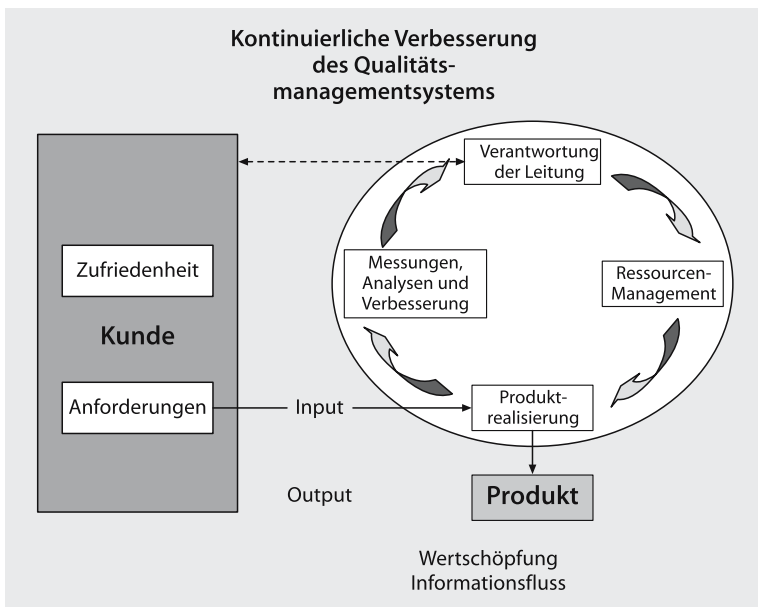 Kontinuierliche Verbesserung
des Qualitäts-
managementsystems
Verantwortung
der Leitung
Zufriedenheit
Messungen,
Analysen und
Verbesserung
Ressourcen-
Management
Kunde
Anforderungen
Input
Produkt-
realisierung
Output
Produkt
Wertschöpfung
Informationsfluss